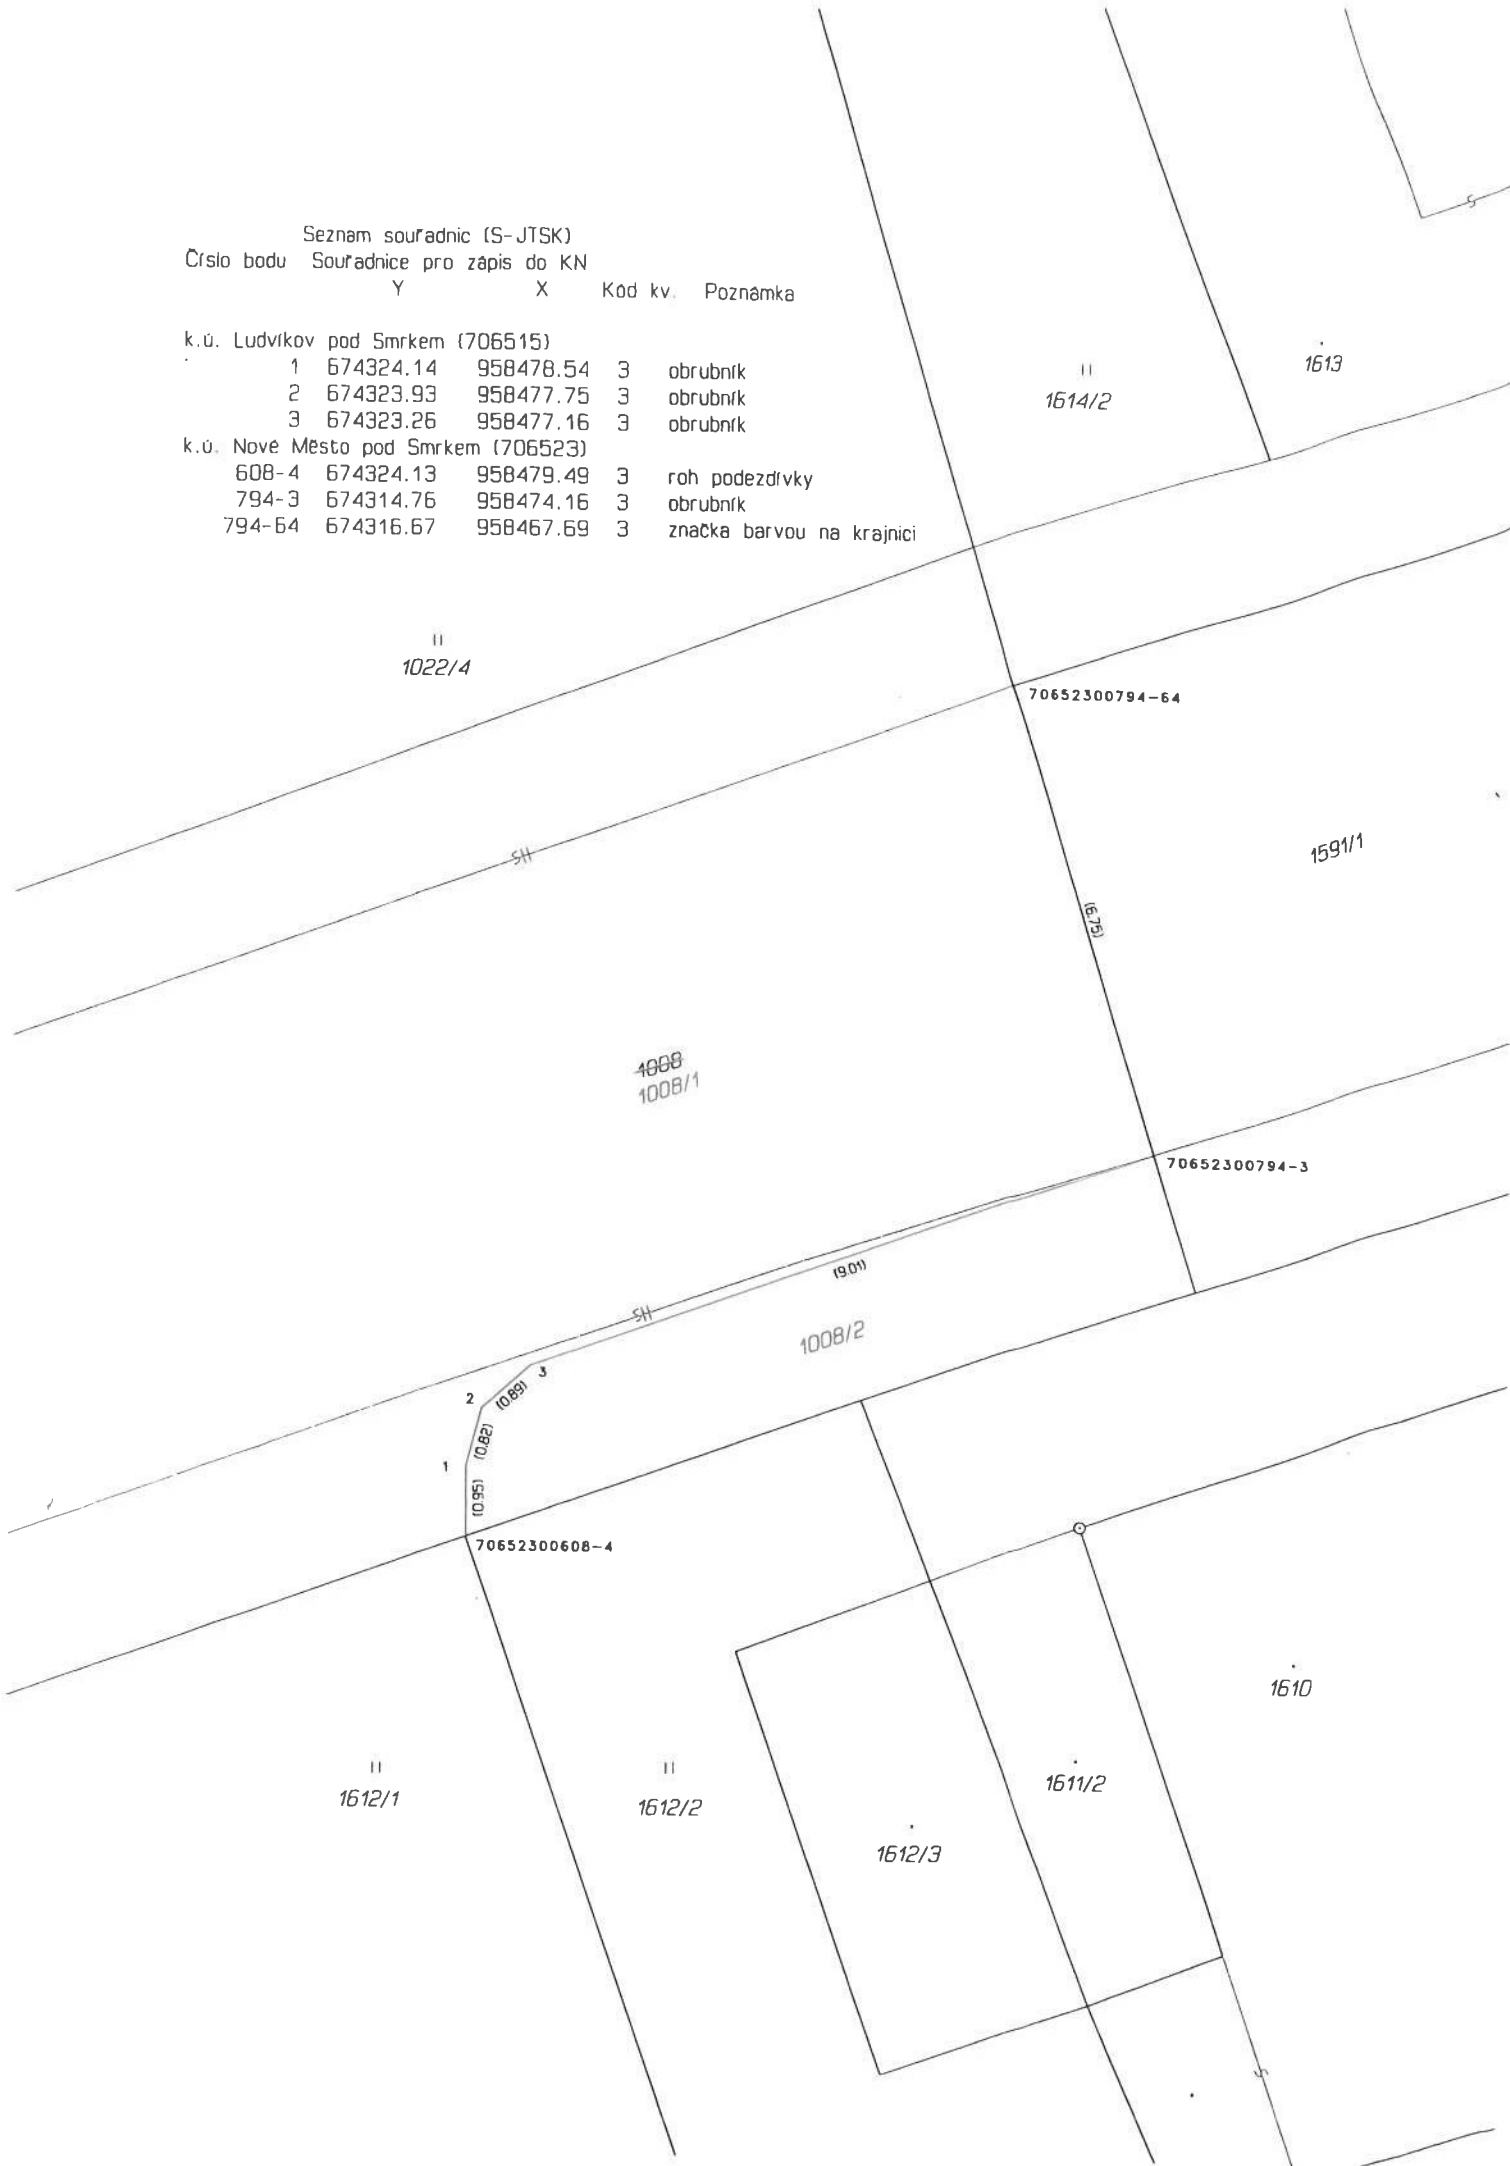 Seznam souřadnic (S-JTSK)
Číslo bodu Souřadnice pro zápis do KN
Y X Kód kv. Poznámka
k.ú. Ludvíkov pod Smrkem (706515)
1 674324.14 958478.54 3 obrubník
2 674323.93 958477.75 3 obrubník
3 674323.26 958477.16 3 obrubník
k.ú. Nové Město pod Smrkem (706523)
608-4 674324.13 958479.49 3 roh podezdívky
794-3 674314.76 958474.16 3 obrubník
794-64 674316.67 958467.69 3 značka barvou na krajnici
S
1613
1614/2
1022/4
70652300794-64
1591/1
(6.75)
1008
1008/1
70652300794-3
(9.01)
1008/2
3
2
(0.89)
(0.82)
1
(0.95)
70652300608-4
1610
1611/2
1612/1
1612/2
1612/3
S